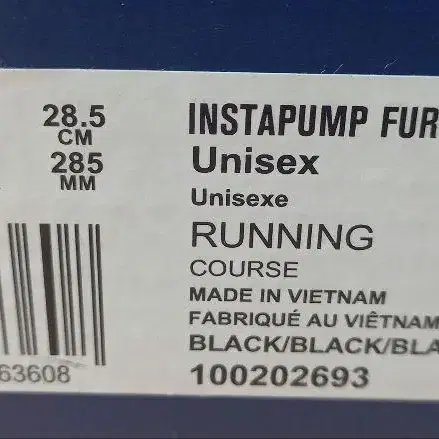 28.5
CM
285
MM
63608
INSTAPUMP FUR
Unisex
Unisexe
RUNNING
COURSE
MADE IN VIETNAM
FABRIQUÉ AU VIÊTNAM
BLACK/BLACK/BLA
100202693